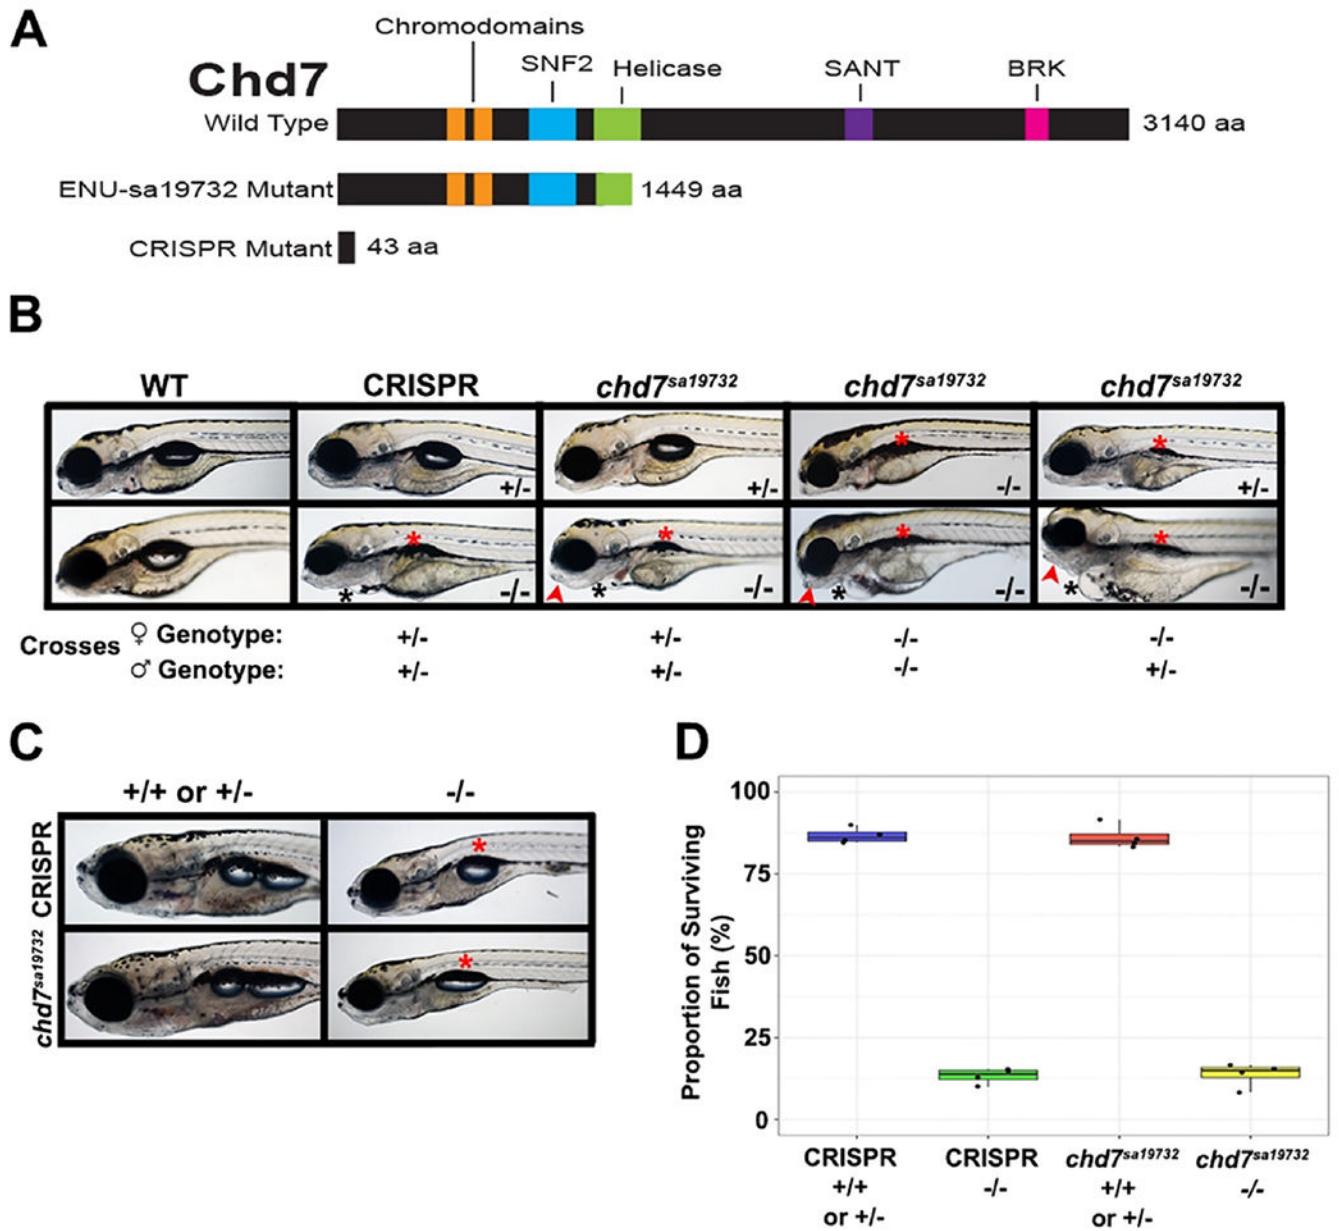 A
Chromodomains
SNF2 Helicase SANT BRK
Chd7
Wild Type 3140 aa
ENU-sa19732 Mutant 1449 aa
CRISPR Mutant 43 aa
B
WT CRISPR chd7sa19732 chd7sa19732 chd7sa19732
+/- +/- -/- +/-
* * *
* * * *
* * * *
-/- -/- -/- -/-
Crosses ♀ Genotype: +/- +/- -/- -/-
♂ Genotype: +/- +/- -/- +/-
C
+/+ or +/- -/-
CRISPR
*
chd7sa19732
*
D
Proportion of Surviving
Fish (%)
100
75
50
25
0
CRISPR CRISPR chd7sa19732 chd7sa19732
+/+ -/- +/+ -/-
or +/- or +/-